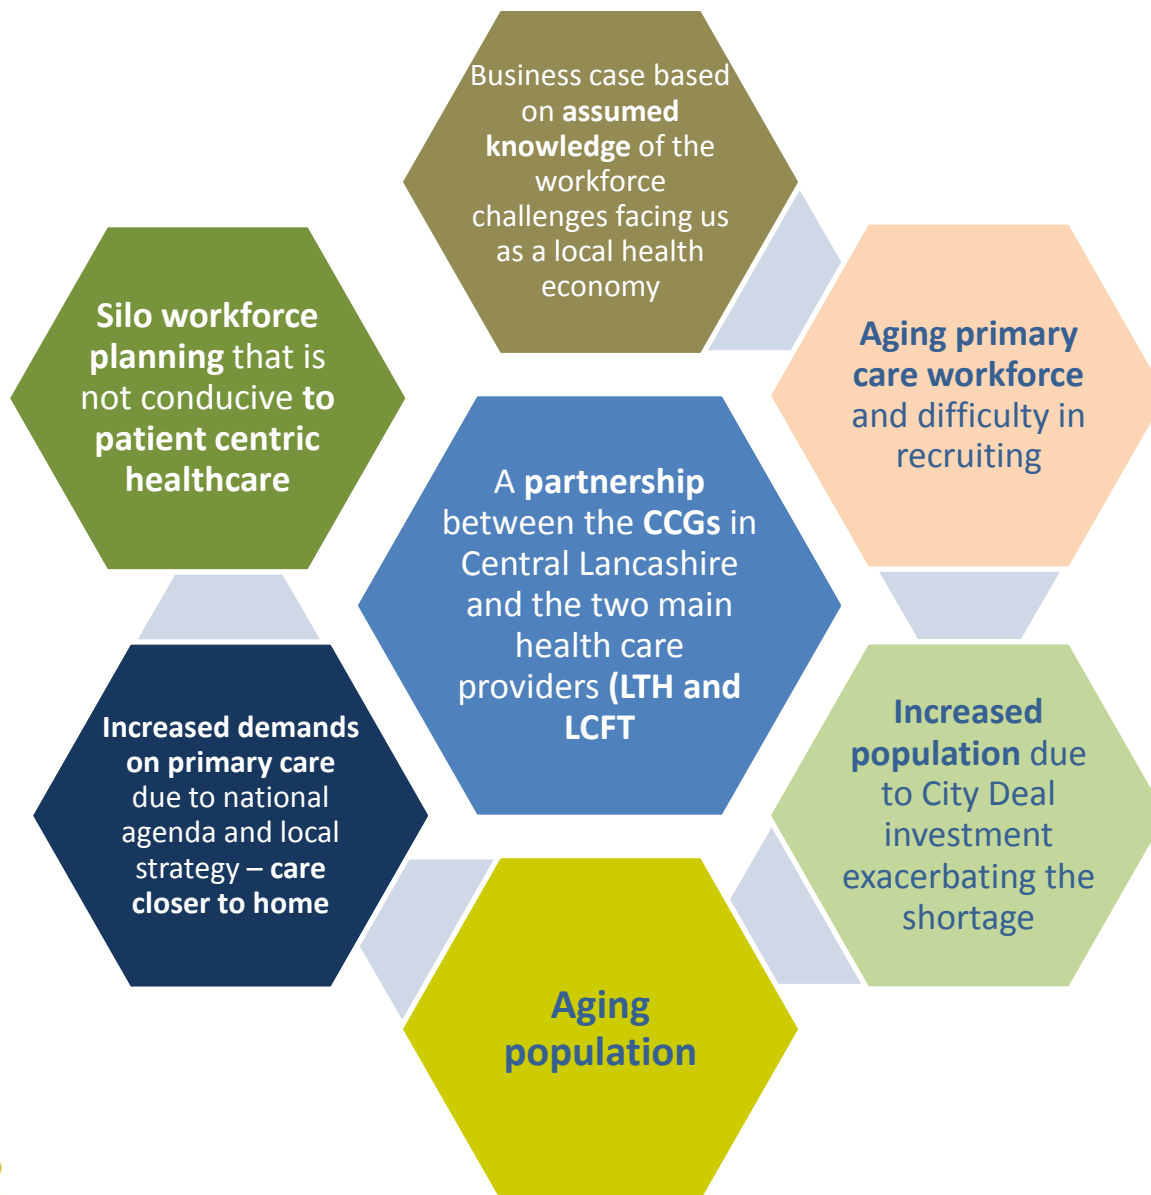 Business case based
on assumed
knowledge of the
workforce
challenges facing us
as a local health
economy
Aging primary
care workforce
and difficulty in
recruiting
Increased
population due
to City Deal
investment
exacerbating the
shortage
Aging
population
Increased demands
on primary care
due to national
agenda and local
strategy – care
closer to home
Silo workforce
planning that is
not conducive to
patient centric
healthcare
A partnership
between the CCGs in
Central Lancashire
and the two main
health care
providers (LTH and
LCFT